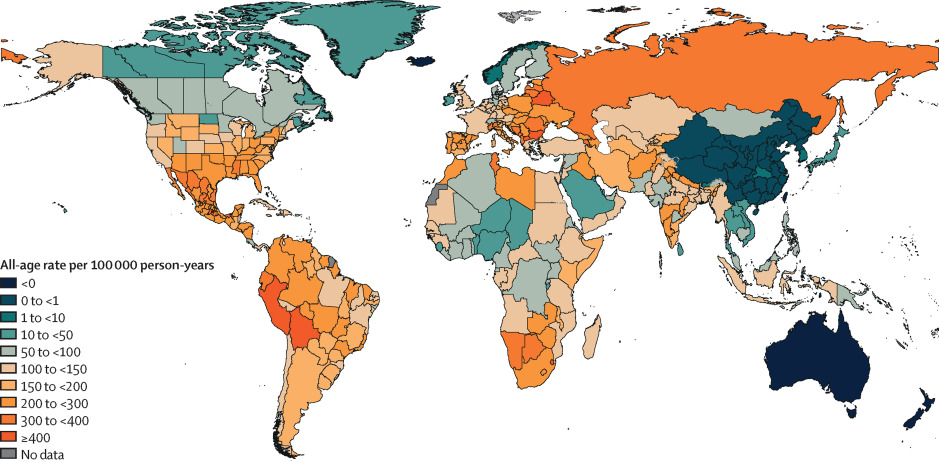 All-age rate per 100 000 person-years
<0
0 to <1
1 to <10
10 to <50
50 to <100
100 to <150
150 to <200
200 to <300
300 to <400
≥400
No data